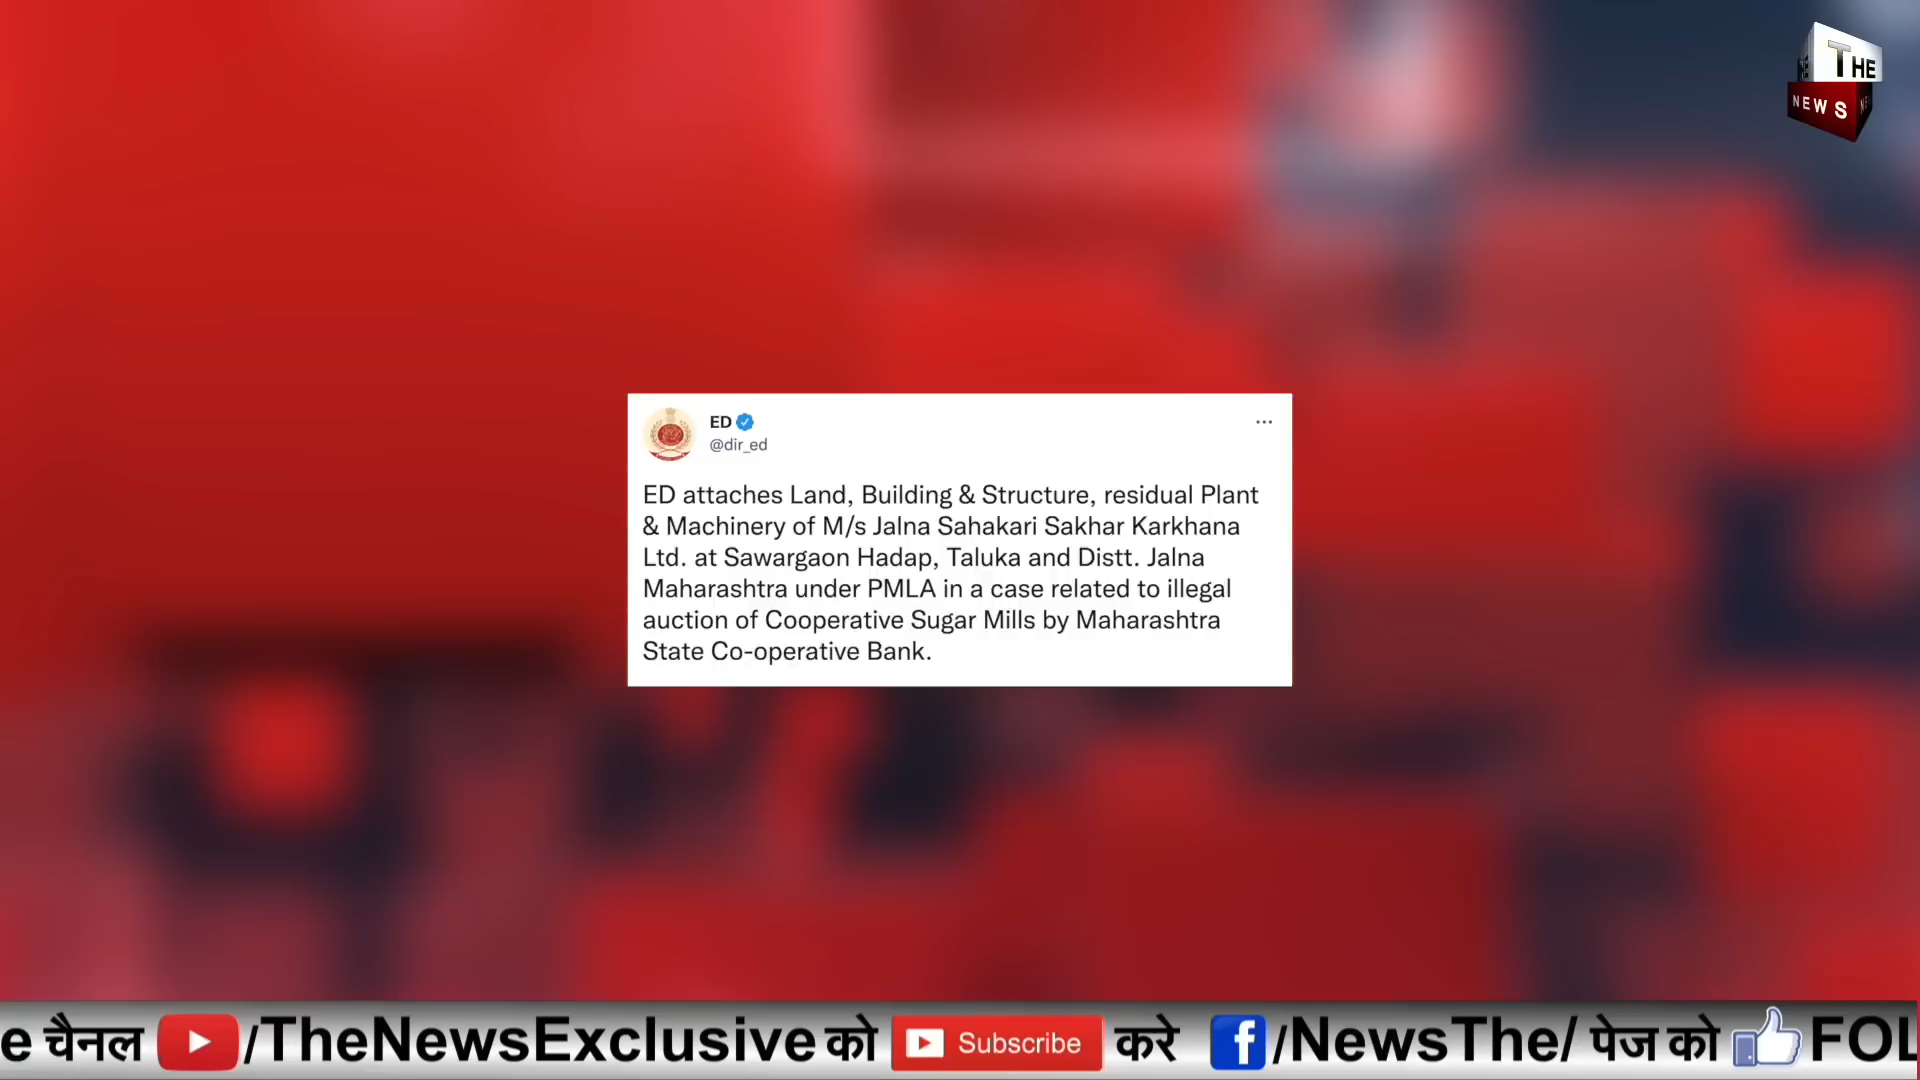 THE
NEWS
ED
@dir_ed
ED attaches Land, Building & Structure, residual Plant
& Machinery of M/s Jalna Sahakari Sakhar Karkhana
Ltd. at Sawargaon Hadap, Taluka and Distt. Jalna
Maharashtra under PMLA in a case related to illegal
auction of Cooperative Sugar Mills by Maharashtra
State Co-operative Bank.
e चैनल /TheNewsExclusive को Subscribe करे /NewsThe/ पेज को FOL